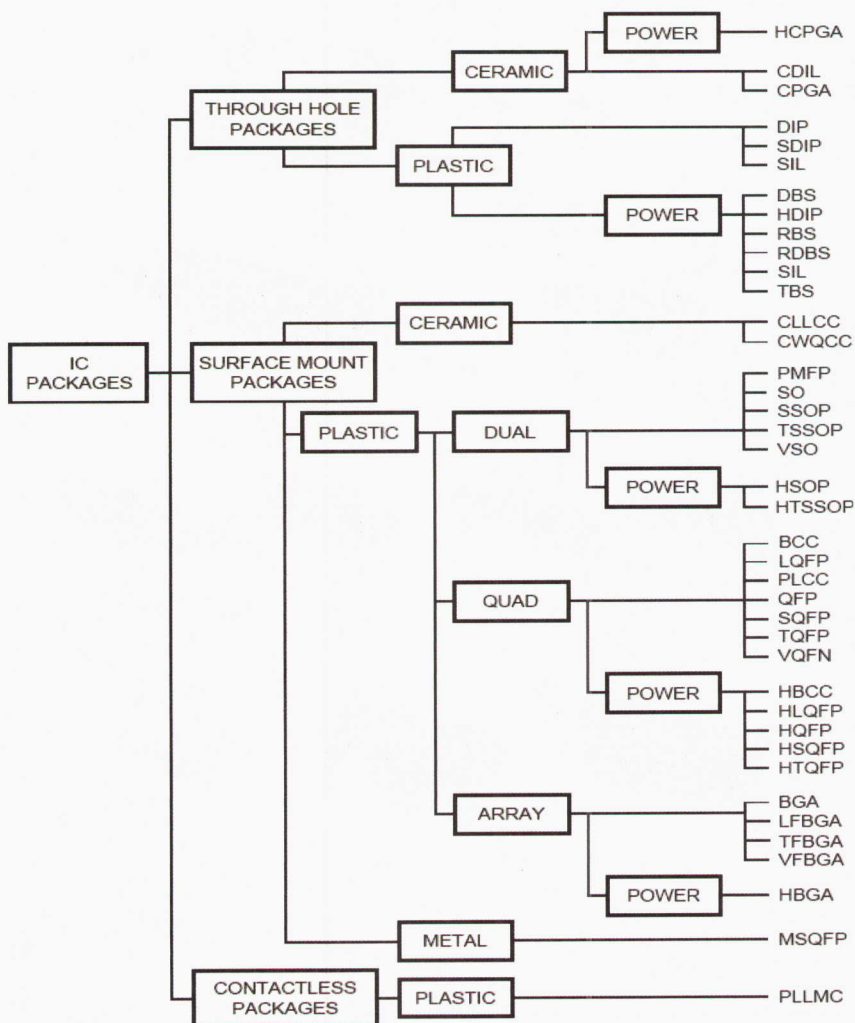 POWER
HCPGA
CERAMIC
CDIL
CPGA
THROUGH HOLE
PACKAGES
DIP
SDIP
SIL
PLASTIC
DBS
HDIP
POWER
RBS
RDBS
SIL
TBS
CERAMIC
CLLCC
CWQCC
IC
PACKAGES
SURFACE MOUNT
PACKAGES
PMFP
SO
SSOP
TSSOP
VSO
PLASTIC
DUAL
POWER
HSOP
HTSSOP
BCC
LQFP
PLCC
QFP
SQFP
TQFP
VQFN
QUAD
POWER
HBCC
HLQFP
HQFP
HSQFP
HTQFP
BGA
LFBGA
TFBGA
VFBGA
ARRAY
POWER
HBGA
METAL
MSQFP
CONTACTLESS
PACKAGES
PLASTIC
PLLMC